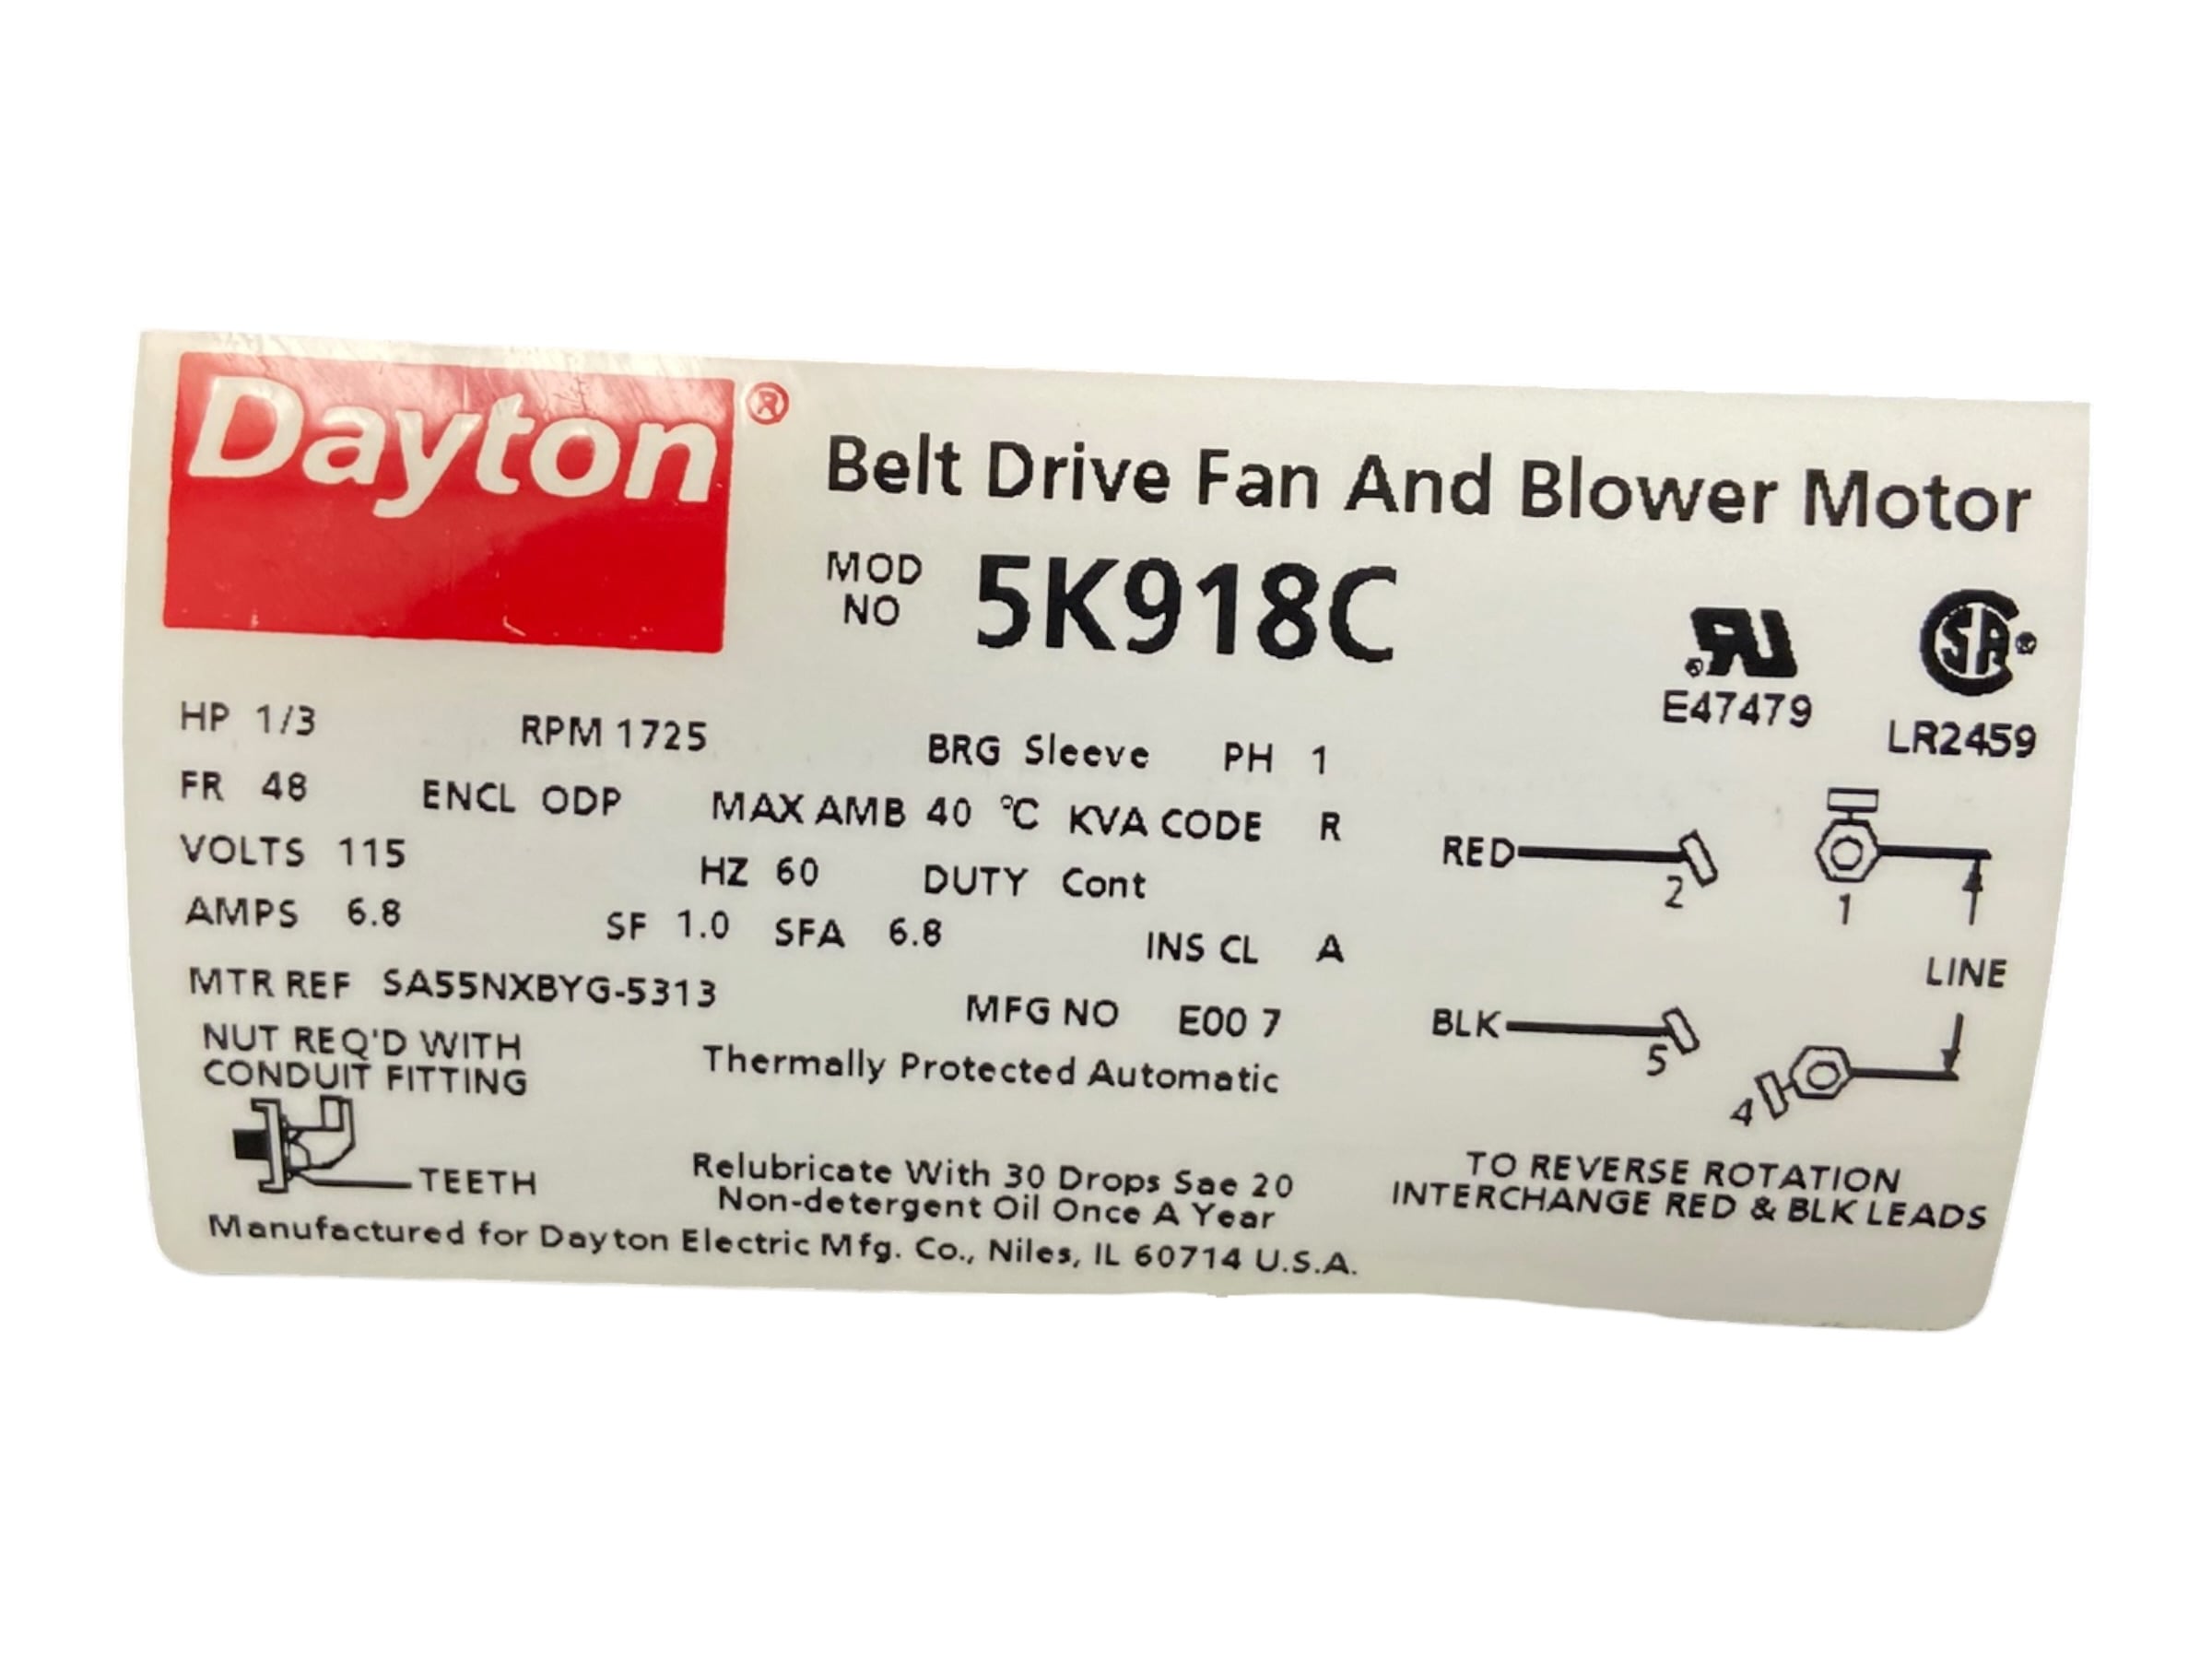 Dayton®
Belt Drive Fan And Blower Motor
MOD NO 5K918C
E47479
LR2459
HP 1/3 RPM 1725 BRG Sleeve PH 1
FR 48 ENCL ODP MAX AMB 40 °C KVA CODE R
VOLTS 115 HZ 60 DUTY Cont
AMPS 6.8 SF 1.0 SFA 6.8 INS CL A
MTR REF SA55NXBYG-5313 MFG NO E00 7
NUT REQ'D WITH
CONDUIT FITTING
TEETH
Thermally Protected Automatic
Relubricate With 30 Drops Sae 20
Non-detergent Oil Once A Year
Manufactured for Dayton Electric Mfg. Co., Niles, IL 60714 U.S.A.
RED 2 1
LINE
BLK 5 4
TO REVERSE ROTATION
INTERCHANGE RED & BLK LEADS